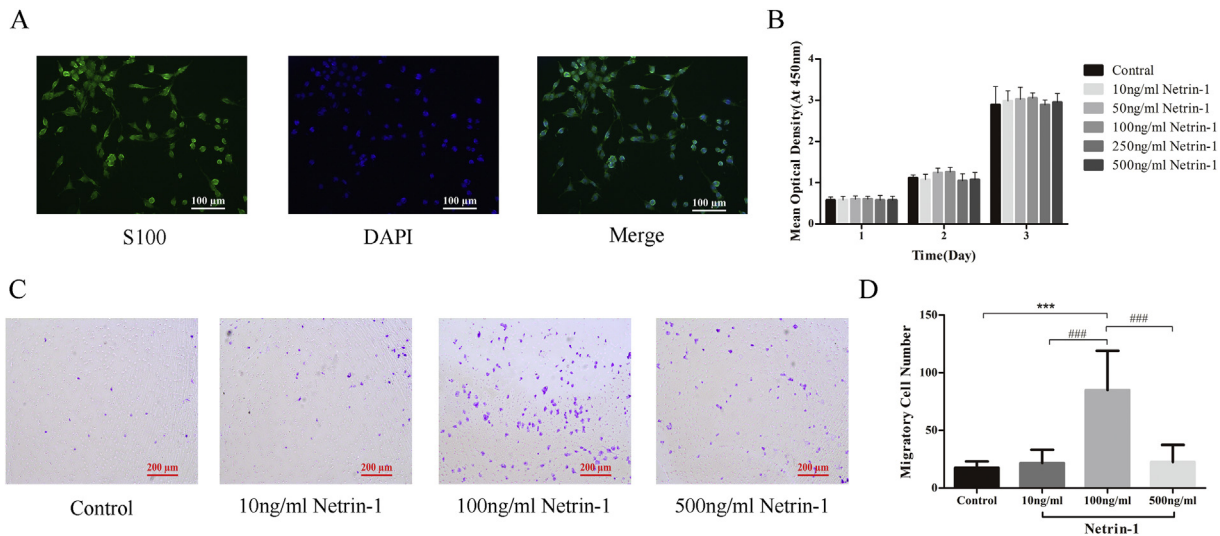 A
100 μm
100 μm
100 μm
S100
DAPI
Merge
B
Mean Optical Density(At 450nm)
4
3
2
1
0
1
2
3
Time(Day)
Control
10ng/ml Netrin-1
50ng/ml Netrin-1
100ng/ml Netrin-1
250ng/ml Netrin-1
500ng/ml Netrin-1
C
200 μm
200 μm
200 μm
200 μm
Control
10ng/ml Netrin-1
100ng/ml Netrin-1
500ng/ml Netrin-1
D
Migratory Cell Number
150
100
50
0
***
###
###
Control
10ng/ml
100ng/ml
500ng/ml
Netrin-1